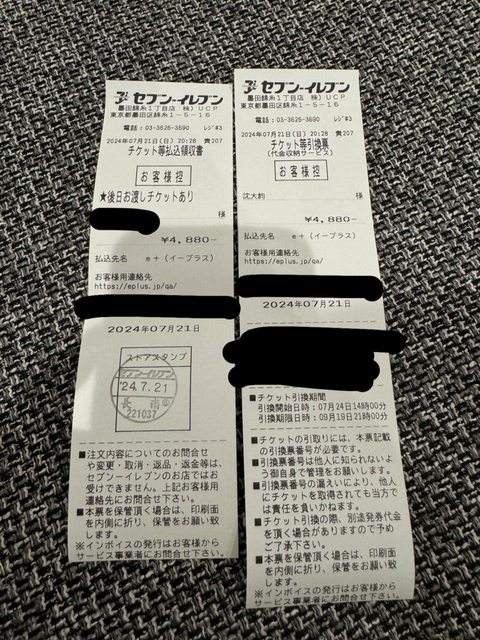 セブン-イレブン
墨田錦糸1丁目店 株)UCP
東京都墨田区錦糸1-5-16
電話:03-3626-3690 レジ#3
2024年07月21日(日) 20:28 責207
チケット等払込領収書
お客様控
★後日お渡しチケットあり
様
¥4,880-
払込先名 e+(イープラス)
お客様用連絡先
https://eplus.jp/qa/
2024年07月21日
ストアスタンプ
セブンーイレブン
'24.7.21
221037
■注文内容についてのお問合せ
や変更・取消・返品・返金等は、
セブンーイレブンのお店ではお
受けできません。上記お客様用
連絡先にお問合せ下さい。
■本票を保管頂く場合は、印刷面
を内側に折り、保管をお願い致
します。
※インボイスの発行はお客様から
サービス事業者にお問合せ下さい。
セブン-イレブン
墨田錦糸1丁目店 株)UCP
東京都墨田区錦糸1-5-16
電話:03-3626-3690 レジ#3
2024年07月21日(日) 20:28 責207
チケット等引換票
(代金収納サービス)
お客様控
沈大鈞 様
¥4,880-
払込先名 e+(イープラス)
お客様用連絡先
https://eplus.jp/qa/
2024年07月21日
■チケット引換期間
引換開始日時:07月24日14時00分
引換期限日時:09月19日21時00分
■チケットの引取りには、本票記載
の引換票番号が必要です。
■引換票番号は他人に知られないよ
う御自身で管理をお願いします。
■引換票番号の漏えいにより、他人
にチケットを取得されても当方で
は責任を負いかねます。
■チケット引換の際、別途発券代金
を頂く場合がありますので予め
ご了承下さい。
■本票を保管頂く場合は、印刷面
を内側に折り、保管をお願い致
します。
※インボイスの発行はお客様から
サービス事業者にお問合せ下さい。